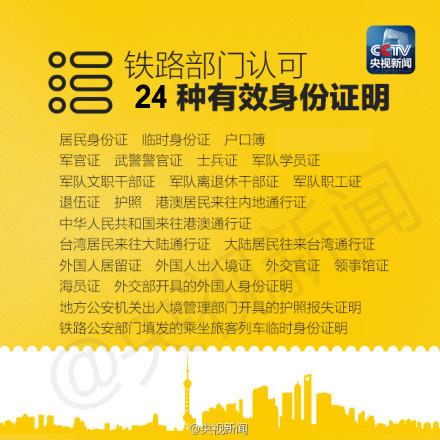 CCTV
央视新闻
铁路部门认可
24 种有效身份证明
居民身份证 临时身份证 户口簿
军官证 武警警官证 士兵证 军队学员证
军队文职干部证 军队离退休干部证 军队职工证
退伍证 护照 港澳居民来往内地通行证
中华人民共和国来往港澳通行证
台湾居民来往大陆通行证 大陆居民往来台湾通行证
外国人居留证 外国人出入境证 外交官证 领事馆证
海员证 外交部开具的外国人身份证明
地方公安机关出入境管理部门开具的护照报失证明
铁路公安部门填发的乘坐旅客列车临时身份证明
@央视新闻
@央视新闻